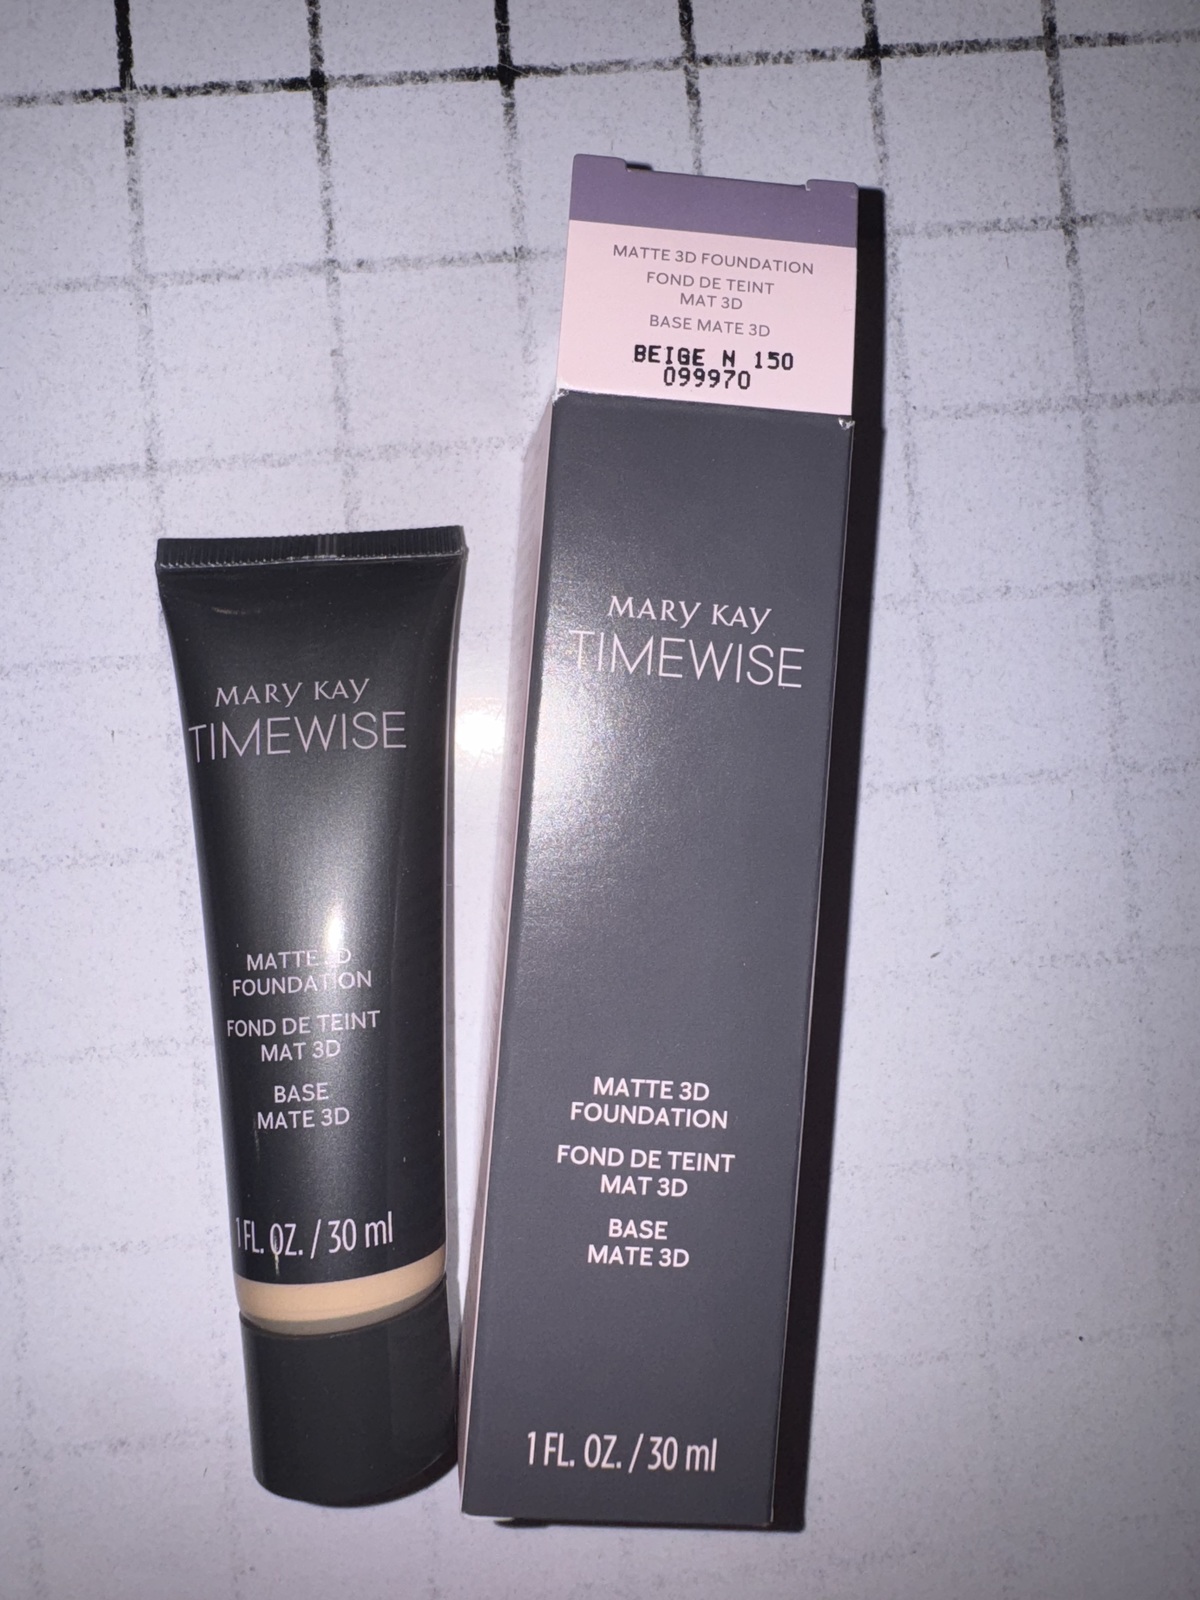 MATTE 3D FOUNDATION
FOND DE TEINT
MAT 3D
BASE MATE 3D
BEIGE N 150
099970
MARY KAY
TIMEWISE
MATTE 3D
FOUNDATION
FOND DE TEINT
MAT 3D
BASE
MATE 3D
1 FL. OZ. / 30 ml
MARY KAY
TIMEWISE
MATTE 3D
FOUNDATION
FOND DE TEINT
MAT 3D
BASE
MATE 3D
1 FL. OZ. / 30 ml